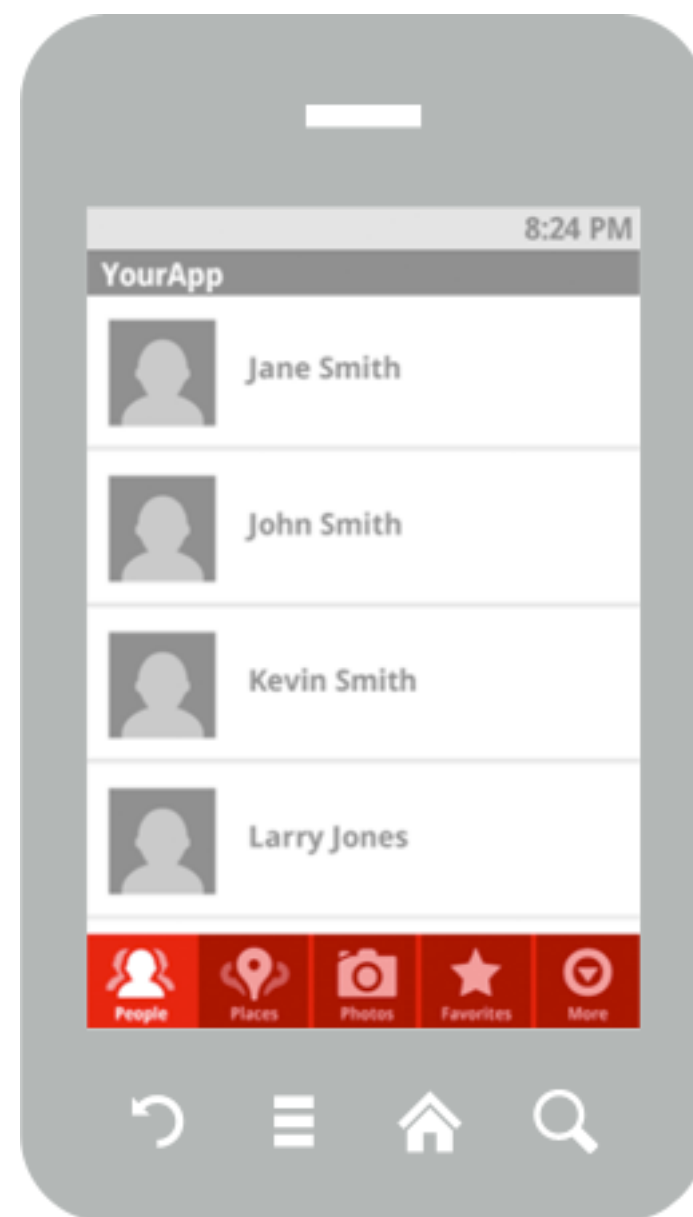 8:24 PM
YourApp
Jane Smith
John Smith
Kevin Smith
Larry Jones
People Places Photos Favorites More